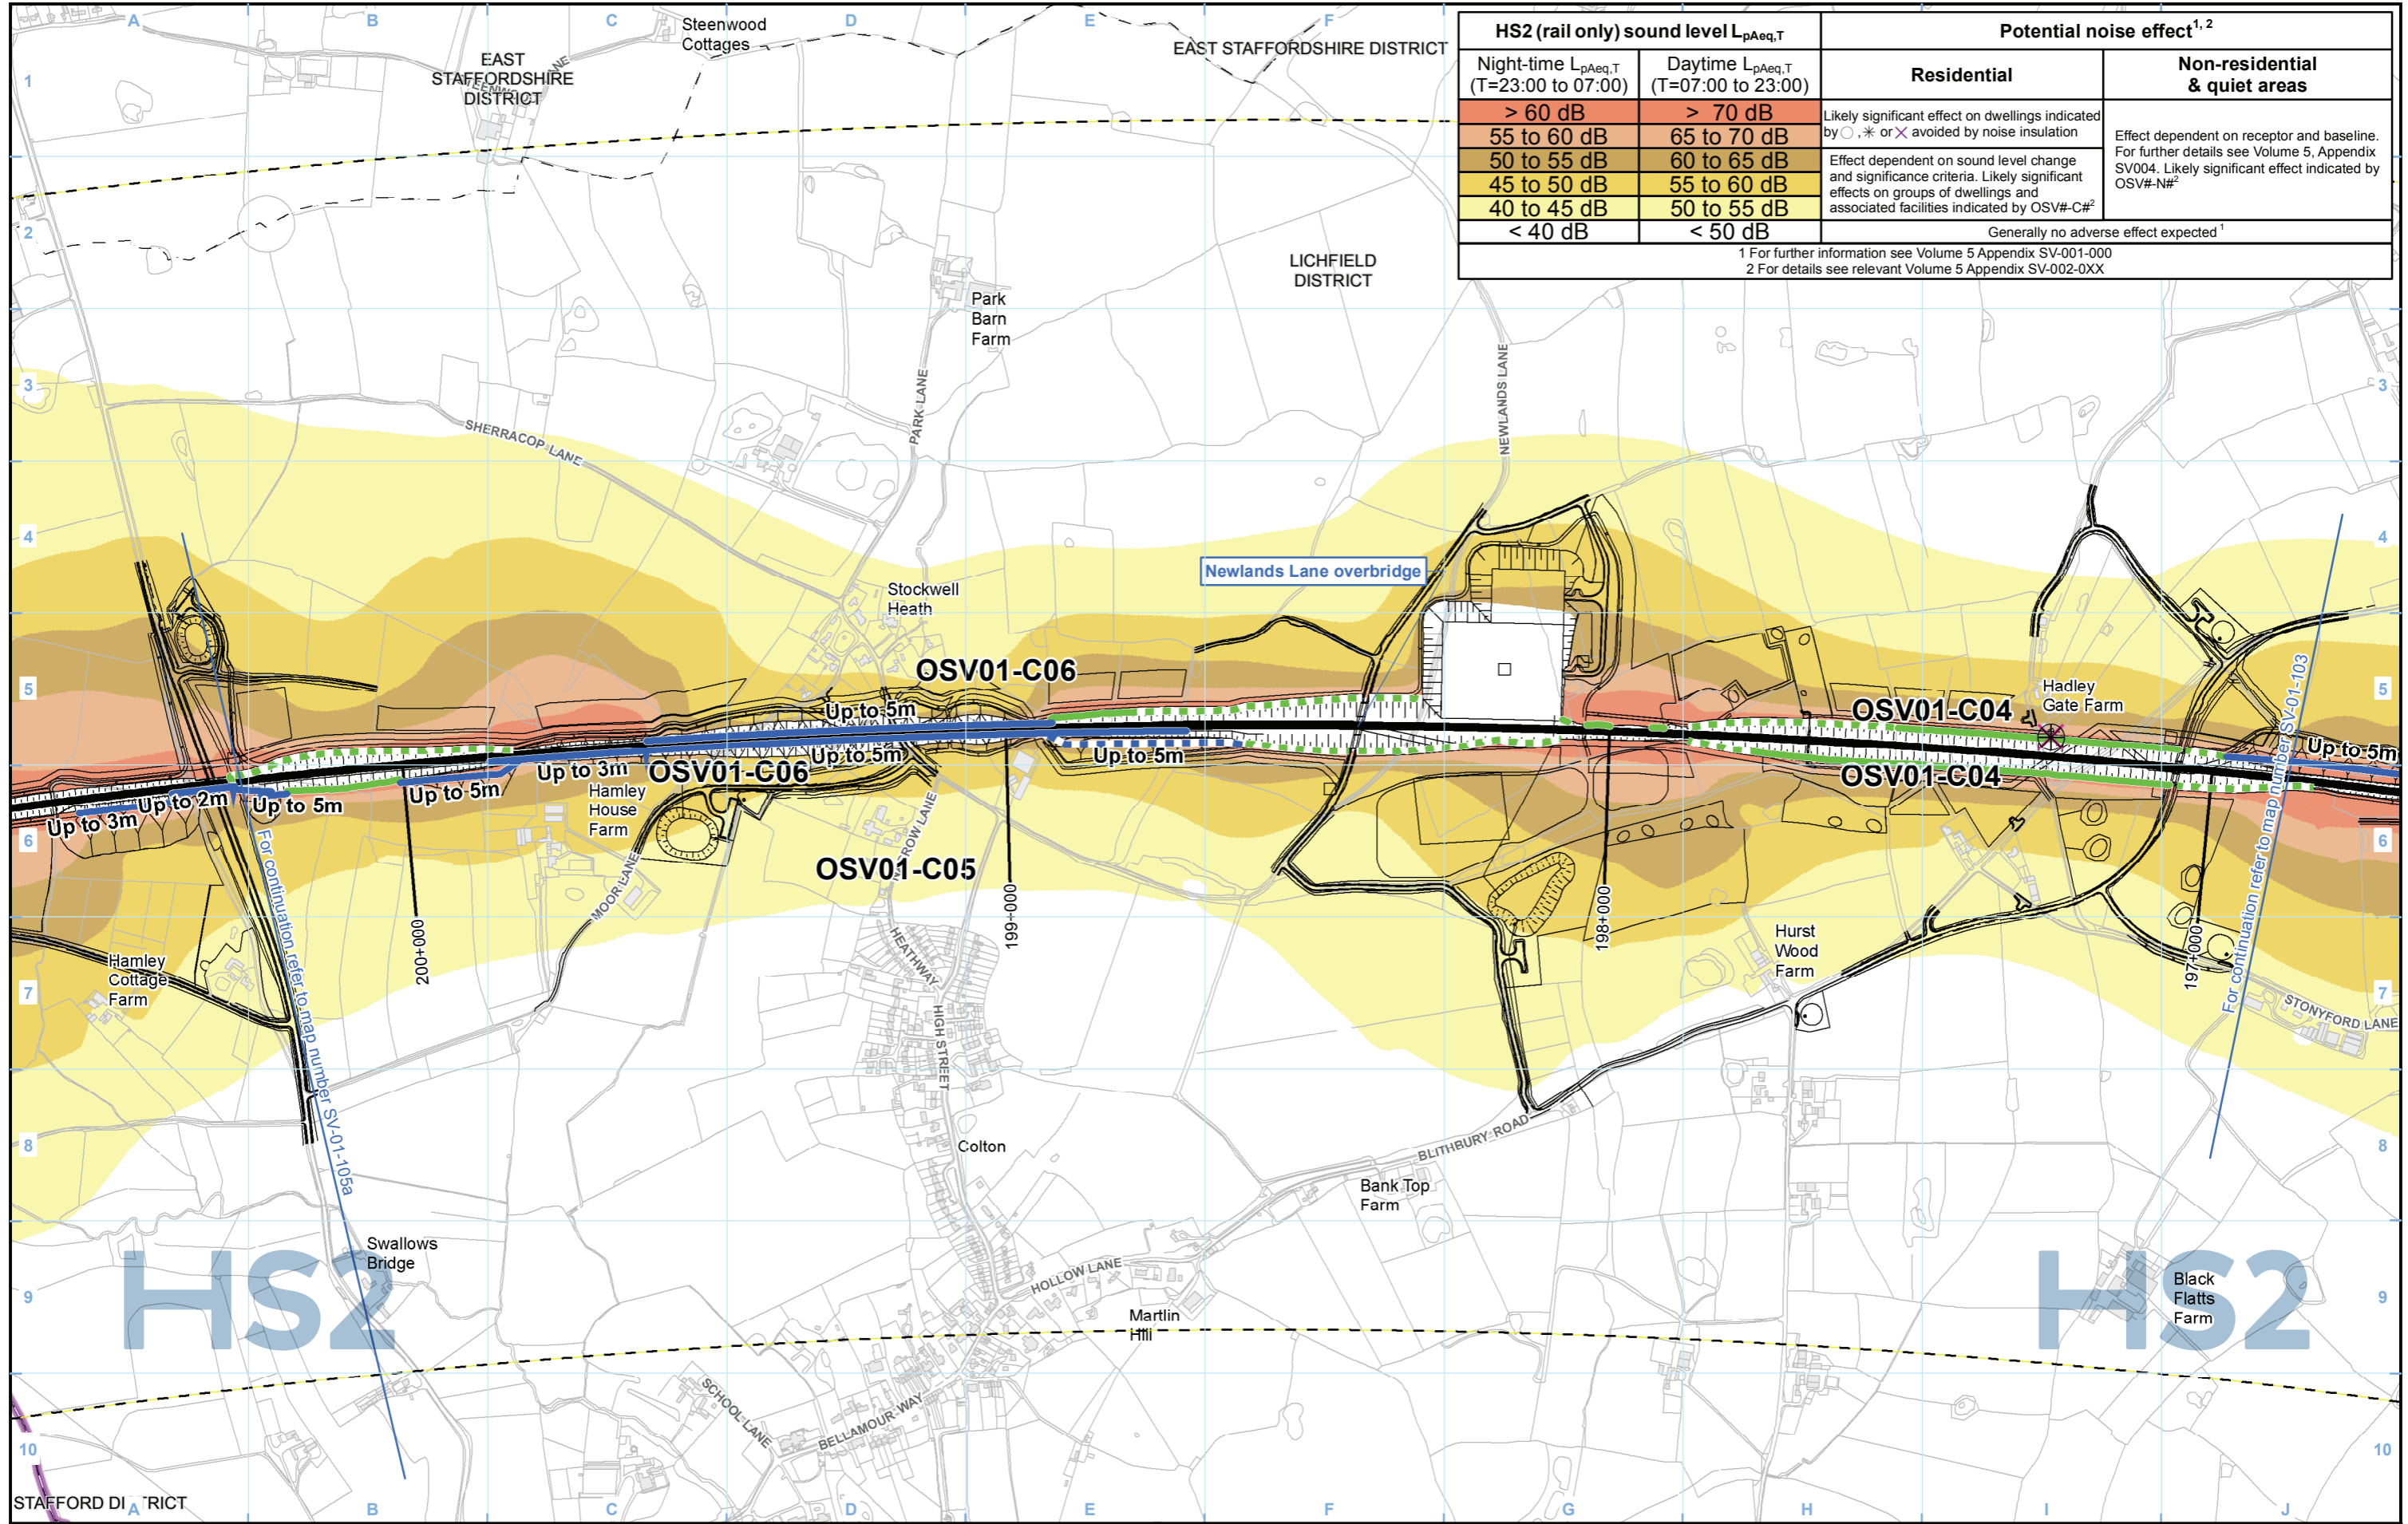 A
B
C
D
E
F
Steenwood
Cottages
EAST STAFFORDSHIRE DISTRICT
EAST
STAFFORDSHIRE
DISTRICT
HS2 (rail only) sound level LpAeq,T
Potential noise effect1, 2
Night-time LpAeq,T
(T=23:00 to 07:00)
Daytime LpAeq,T
(T=07:00 to 23:00)
Residential
Non-residential
& quiet areas
> 60 dB
> 70 dB
55 to 60 dB
65 to 70 dB
50 to 55 dB
60 to 65 dB
45 to 50 dB
55 to 60 dB
40 to 45 dB
50 to 55 dB
< 40 dB
< 50 dB
Likely significant effect on dwellings indicated
by ○ , ✳ or ✕ avoided by noise insulation
Effect dependent on sound level change
and significance criteria. Likely significant
effects on groups of dwellings and
associated facilities indicated by OSV#-C#2
Effect dependent on receptor and baseline.
For further details see Volume 5, Appendix
SV004. Likely significant effect indicated by
OSV#-N#2
Generally no adverse effect expected 1
1 For further information see Volume 5 Appendix SV-001-000
2 For details see relevant Volume 5 Appendix SV-002-0XX
1
2
LICHFIELD
DISTRICT
Park
Barn
Farm
3
3
NEWLANDS LANE
PARK LANE
SHERRACOP LANE
4
4
Newlands Lane overbridge
Stockwell
Heath
5
5
OSV01-C06
Hadley
Gate Farm
OSV01-C04
Up to 5m
Up to 5m
Up to 5m
Up to 5m
Up to 3m
OSV01-C06
OSV01-C04
Up to 5m
Up to 5m
Up to 2m
Up to 3m
Hamley
House
Farm
6
6
OSV01-C05
MOOR LANE
200+000
199+000
198+000
197+000
For continuation refer to map number SV-01-105a
For continuation refer to map number SV-01-103
Hamley
Cottage
Farm
HEATHWAY
Hurst
Wood
Farm
7
7
STONYFORD LANE
HIGH STREET
8
8
Colton
BLITHBURY ROAD
Bank Top
Farm
Swallows
Bridge
HOLLOW LANE
Black
Flatts
Farm
9
9
HS2
HS2
Martlin
Hill
SCHOOL LANE
BELLAMOUR WAY
10
10
A
B
C
D
E
F
G
H
I
J